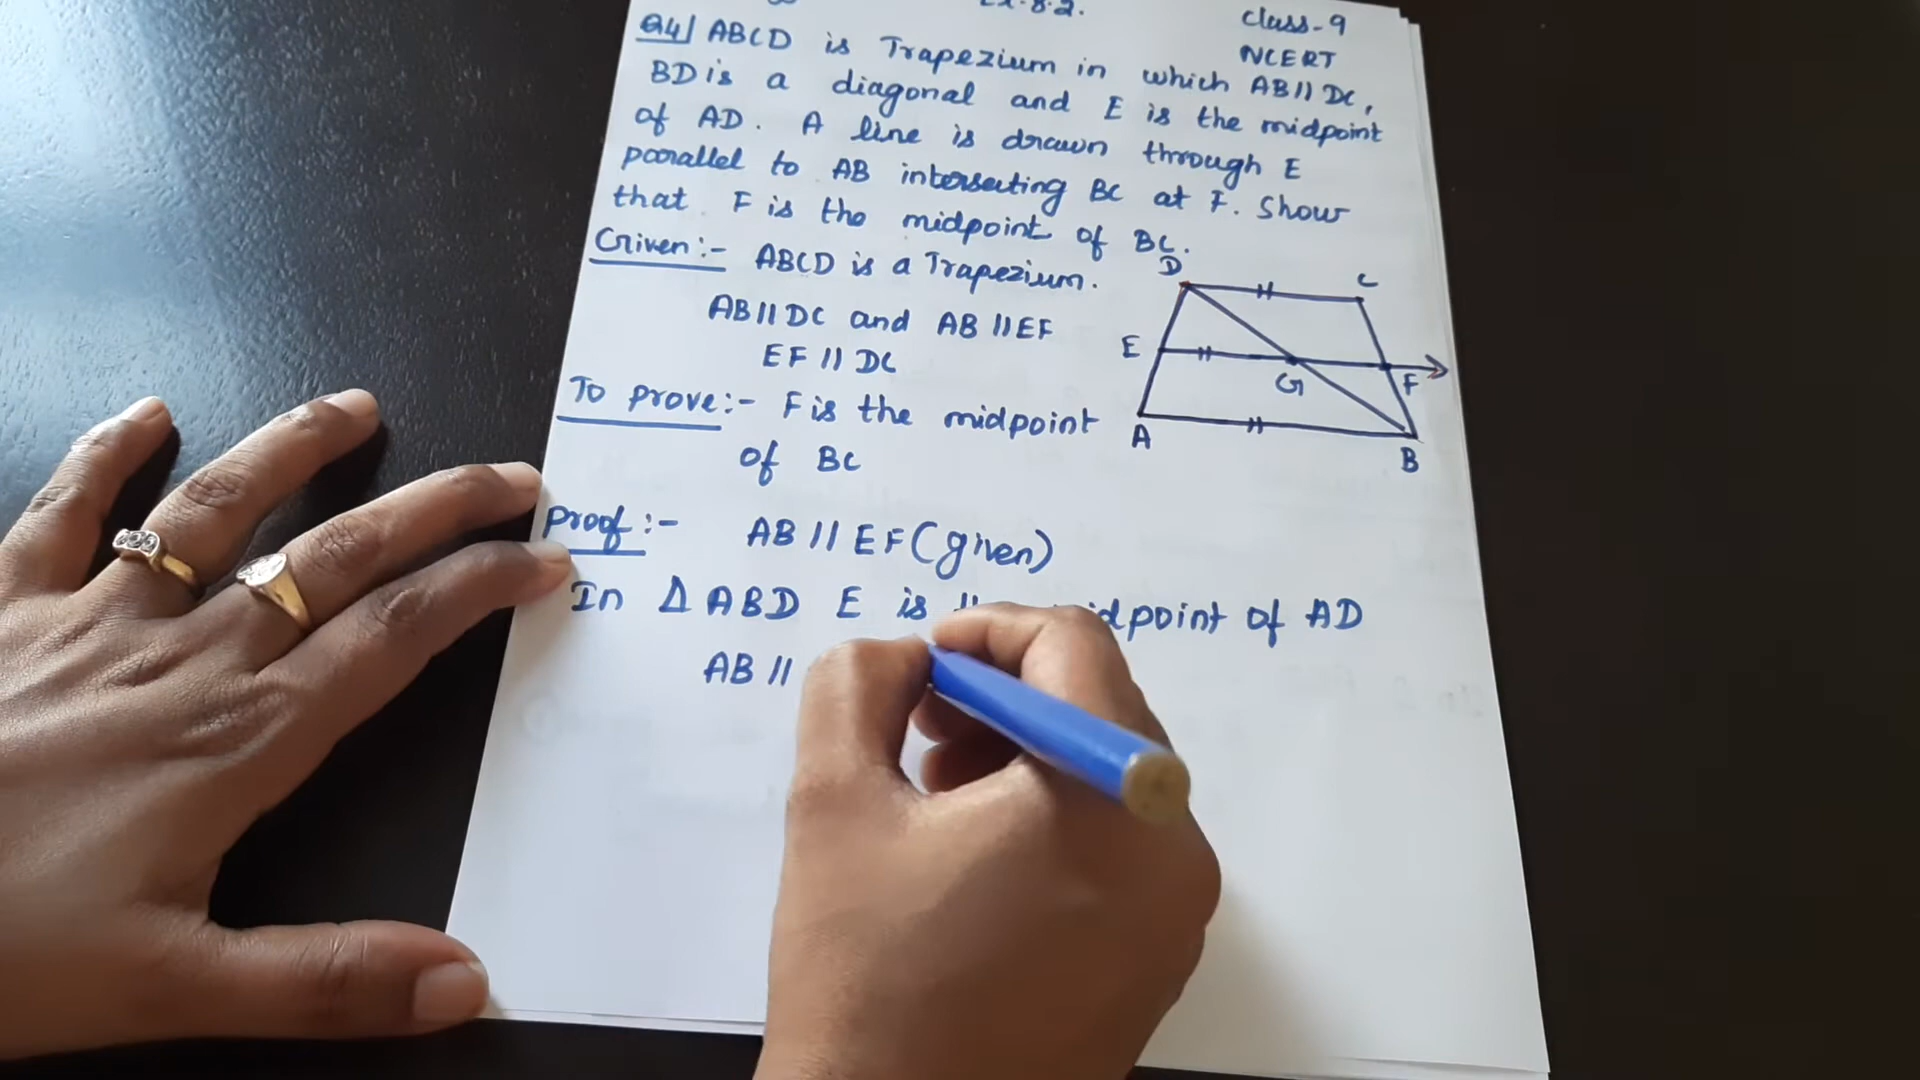 Class-9
NCERT
Q4/ ABCD is Trapezium in which AB∥DC,
BD is a diagonal and E is the midpoint
of AD. A line is drawn through E
parallel to AB intersecting BC at F. Show
that F is the midpoint of BC.
Given:- ABCD is a Trapezium.
AB∥DC and AB∥EF
EF∥DC
To prove:- F is the midpoint
of BC
D
C
E
G
F
A
B
Proof:- AB∥EF (given)
In Δ ABD E is of AD
AB∥